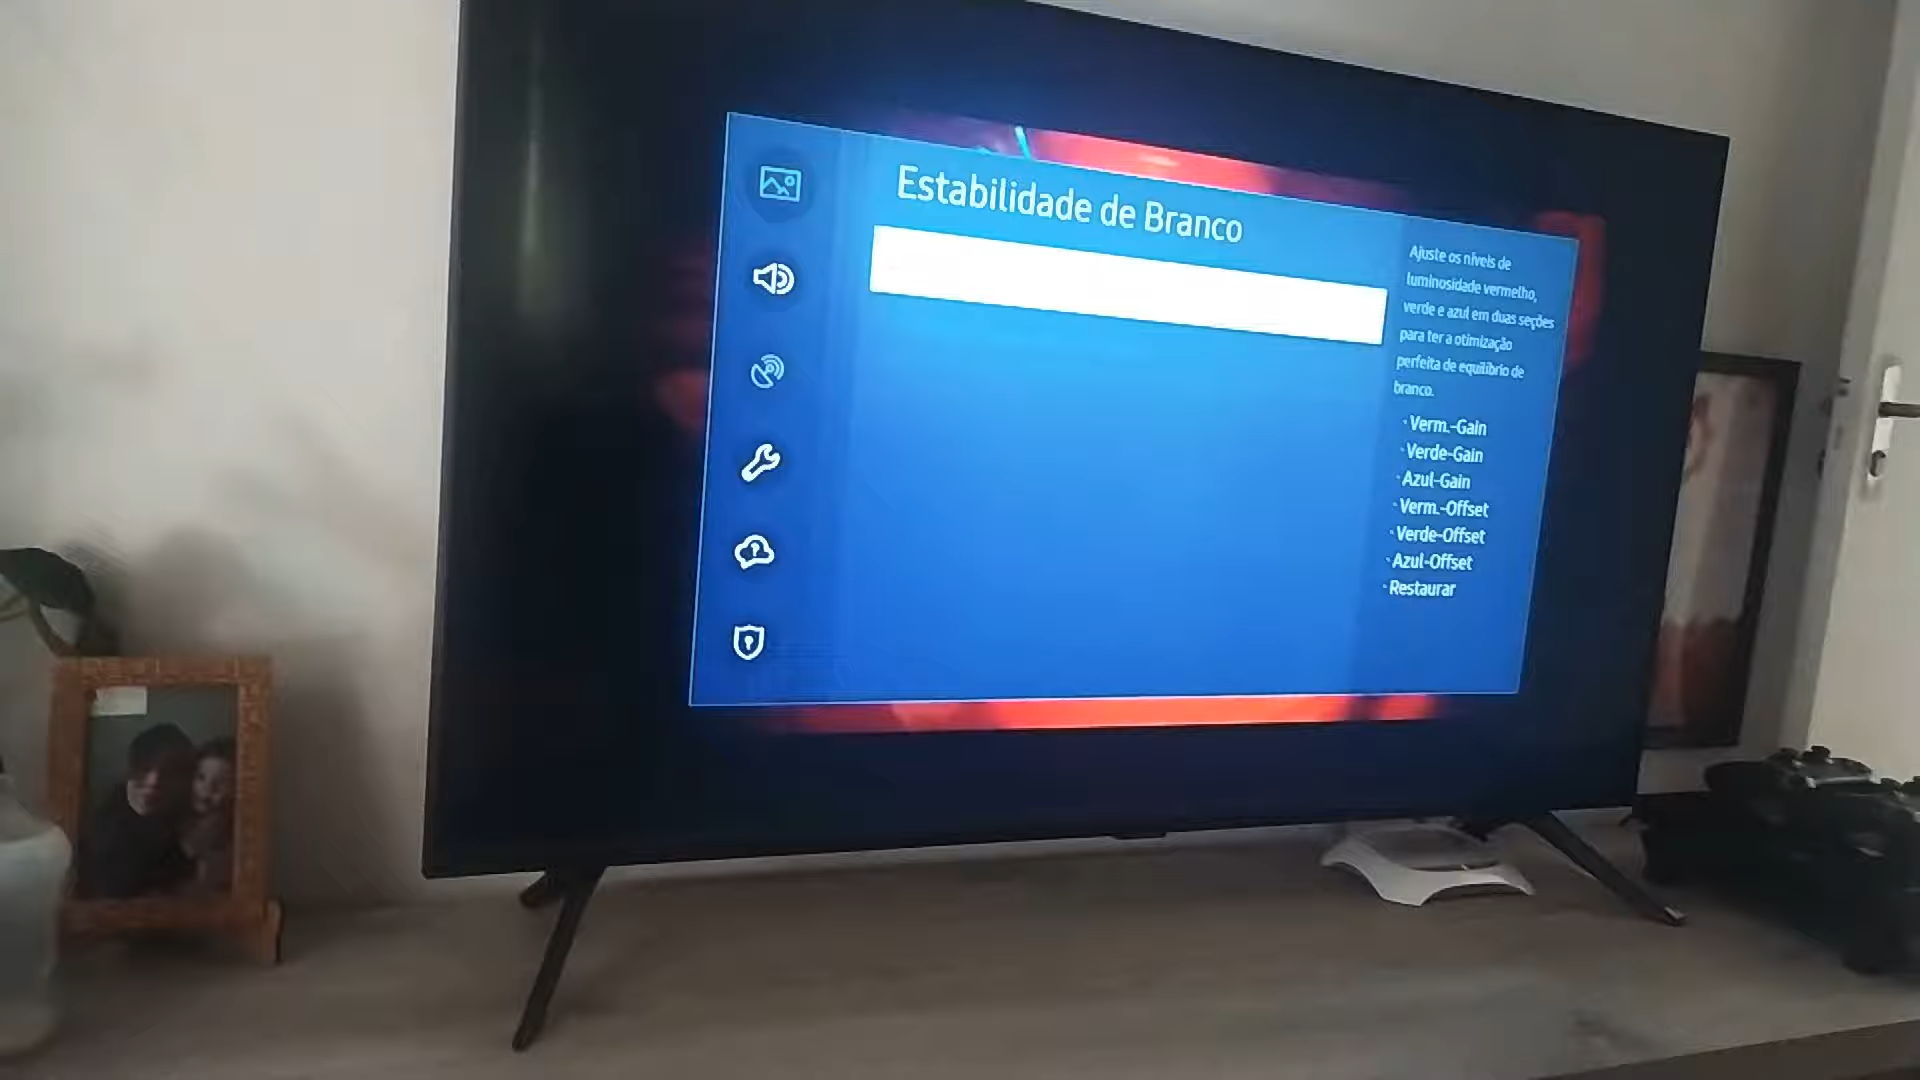 Estabilidade de Branco
Ajuste os níveis de
luminosidade vermelho,
verde e azul em duas seções
para ter a otimização
perfeita de equilíbrio de
branco.
· Verm.-Gain
· Verde-Gain
· Azul-Gain
· Verm.-Offset
· Verde-Offset
· Azul-Offset
· Restaurar